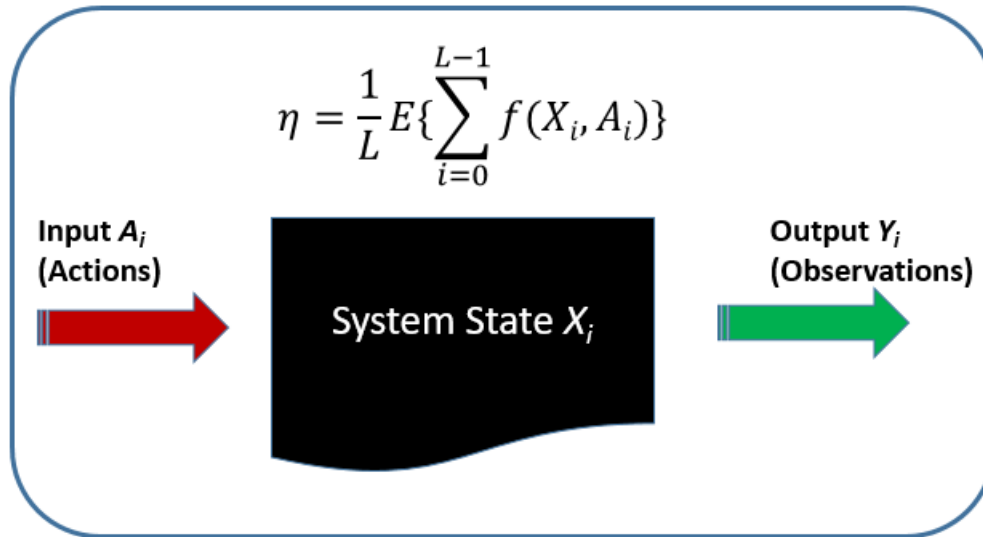 η = 1/L E{∑_{i=0}^{L−1} f(X_i, A_i)}
Input A_i
(Actions)
System State X_i
Output Y_i
(Observations)